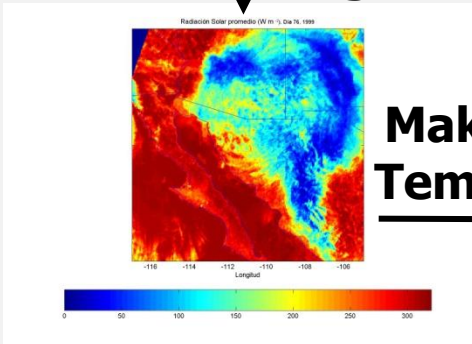 Radiación Solar promedio (W m⁻²). Dia 76, 1999
Mak
Tem
-116 -114 -112 -110 -108 -106
Longitud
0 50 100 150 200 250 300